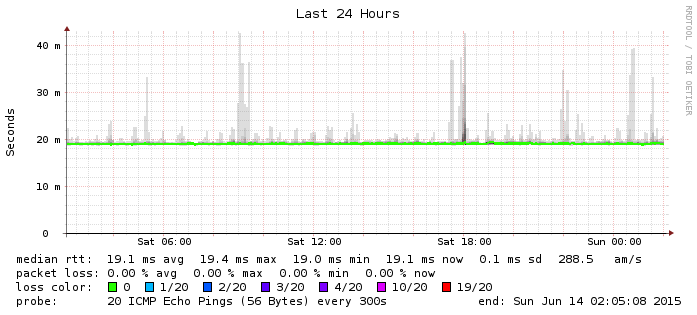 Last 24 Hours
RRDTOOL / TOBI OETIKER
Seconds
40 m
30 m
20 m
10 m
0
Sat 06:00 Sat 12:00 Sat 18:00 Sun 00:00
median rtt: 19.1 ms avg 19.4 ms max 19.0 ms min 19.1 ms now 0.1 ms sd 288.5 am/s
packet loss: 0.00 % avg 0.00 % max 0.00 % min 0.00 % now
loss color: 0 1/20 2/20 3/20 4/20 10/20 19/20
probe: 20 ICMP Echo Pings (56 Bytes) every 300s end: Sun Jun 14 02:05:08 2015